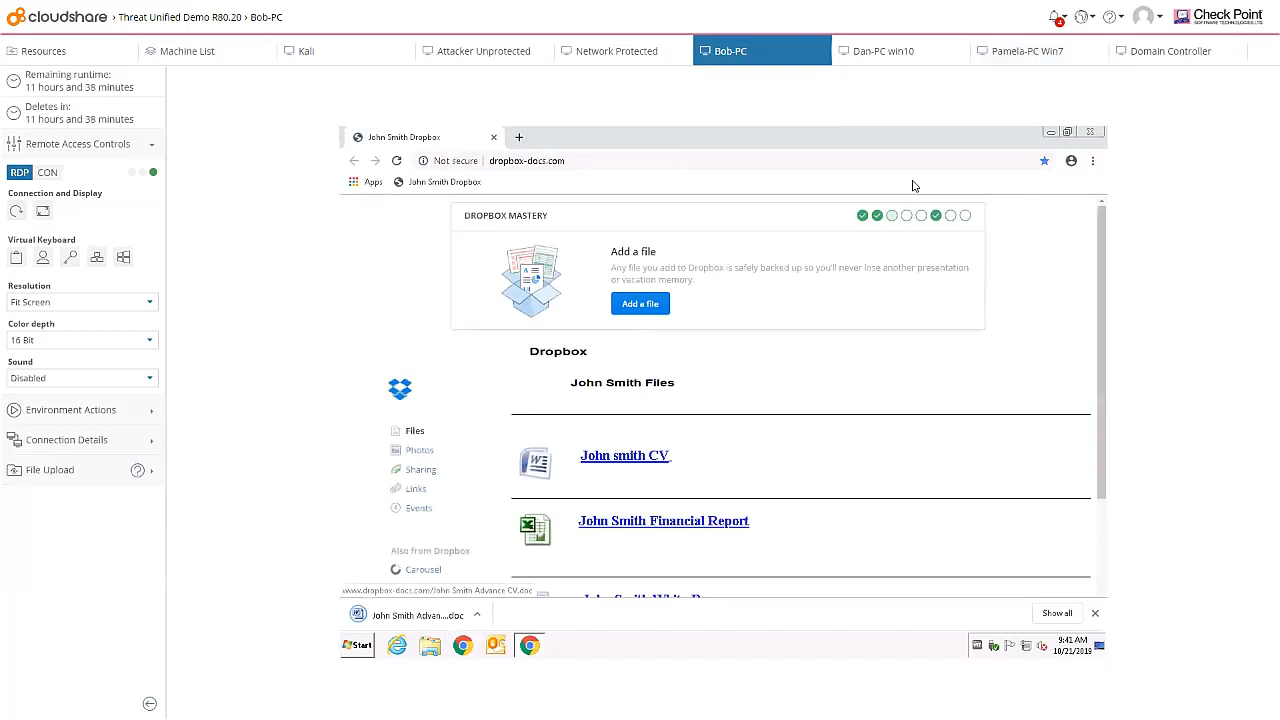 cloudshare › Threat Unified Demo R80.20 › Bob-PC
4
Check Point
SOFTWARE TECHNOLOGIES LTD.
Resources
Machine List
Kali
Attacker Unprotected
Network Protected
Bob-PC
Dan-PC win10
Pamela-PC Win7
Domain Controller
Remaining runtime:
11 hours and 38 minutes
Deletes in:
11 hours and 38 minutes
Remote Access Controls
RDP CON
Connection and Display
Virtual Keyboard
Resolution
Fit Screen
Color depth
16 Bit
Sound
Disabled
Environment Actions
Connection Details
File Upload
John Smith Dropbox
Not secure | dropbox-docs.com
Apps John Smith Dropbox
DROPBOX MASTERY
Add a file
Any file you add to Dropbox is safely backed up so you'll never lose another presentation
or vacation memory.
Add a file
Dropbox
John Smith Files
Files
Photos
Sharing
Links
Events
Also from Dropbox
Carousel
John smith CV
John Smith Financial Report
www.dropbox-docs.com/John Smith Advance CV.doc
John Smith Advan....doc
Show all
Start
9:41 AM
10/21/2019